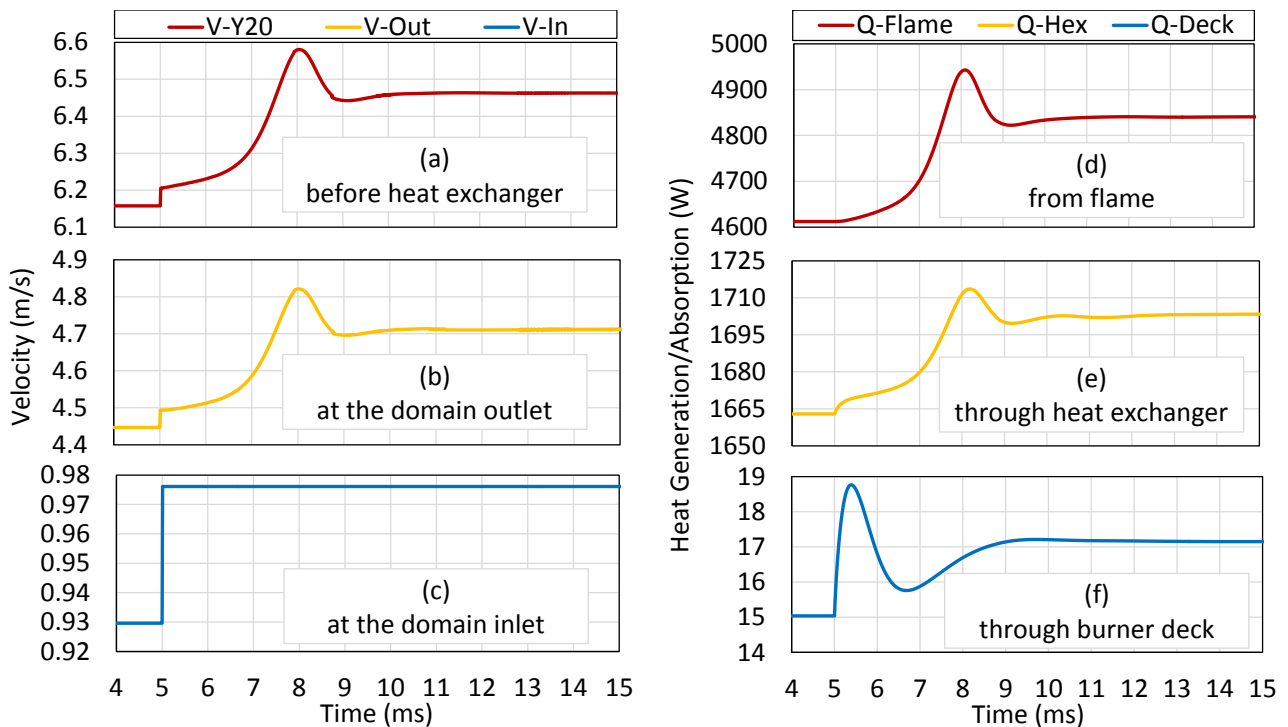 V-Y20 V-Out V-In
6.6
6.5
6.4
6.3
6.2
6.1
(a)
before heat exchanger
4.9
4.8
4.7
4.6
4.5
4.4
(b)
at the domain outlet
0.98
0.97
0.96
0.95
0.94
0.93
0.92
(c)
at the domain inlet
Velocity (m/s)
4 5 6 7 8 9 10 11 12 13 14 15
Time (ms)
Q-Flame Q-Hex Q-Deck
5000
4900
4800
4700
4600
(d)
from flame
1725
1710
1695
1680
1665
1650
(e)
through heat exchanger
19
18
17
16
15
14
(f)
through burner deck
Heat Generation/Absorption (W)
4 5 6 7 8 9 10 11 12 13 14 15
Time (ms)